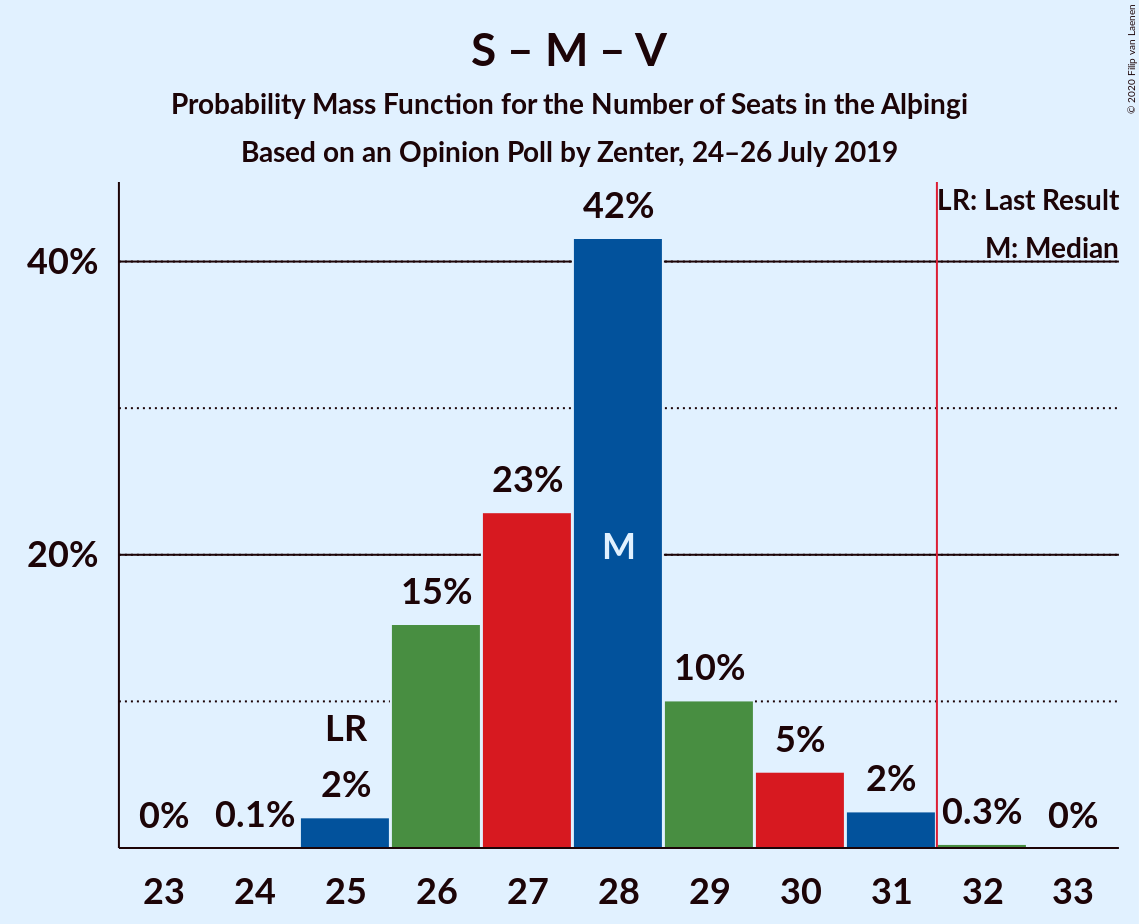 S – M – V
Probability Mass Function for the Number of Seats in the Alþingi
Based on an Opinion Poll by Zenter, 24–26 July 2019
© 2020 Filip van Laenen
LR: Last Result
M: Median
40%
20%
0%
0.1%
LR
2%
15%
23%
42%
M
10%
5%
2%
0.3%
0%
23 24 25 26 27 28 29 30 31 32 33